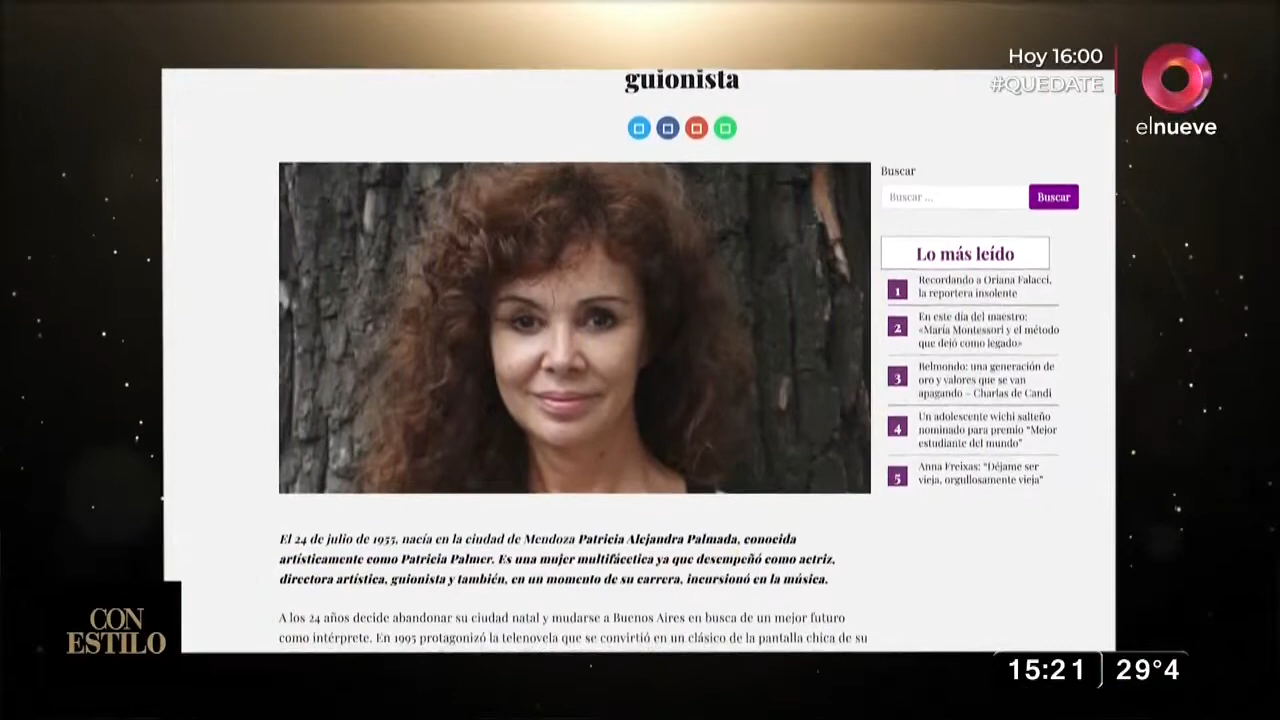 Hoy 16:00
#QUEDATE
elnueve
guionista
Buscar
Buscar ...
Buscar
Lo más leído
1
Recordando a Oriana Falacci,
la reportera insolente
2
En este día del maestro:
«María Montessori y el método
que dejó como legado»
3
Belmondo: una generación de
oro y valores que se van
apagando – Charlas de Candi
4
Un adolescente wichi salteño
nominado para premio “Mejor
estudiante del mundo”
5
Anna Freixas: “Déjame ser
vieja, orgullosamente vieja”
El 24 de julio de 1955, nacía en la ciudad de Mendoza Patricia Alejandra Palmada, conocida
artísticamente como Patricia Palmer. Es una mujer multifácetica ya que desempeñó como actriz,
directora artística, guionista y también, en un momento de su carrera, incursionó en la música.
A los 24 años decide abandonar su ciudad natal y mudarse a Buenos Aires en busca de un mejor futuro
como intérprete. En 1995 protagonizó la telenovela que se convirtió en un clásico de la pantalla chica de su
CON
ESTILO
15:21 29°4